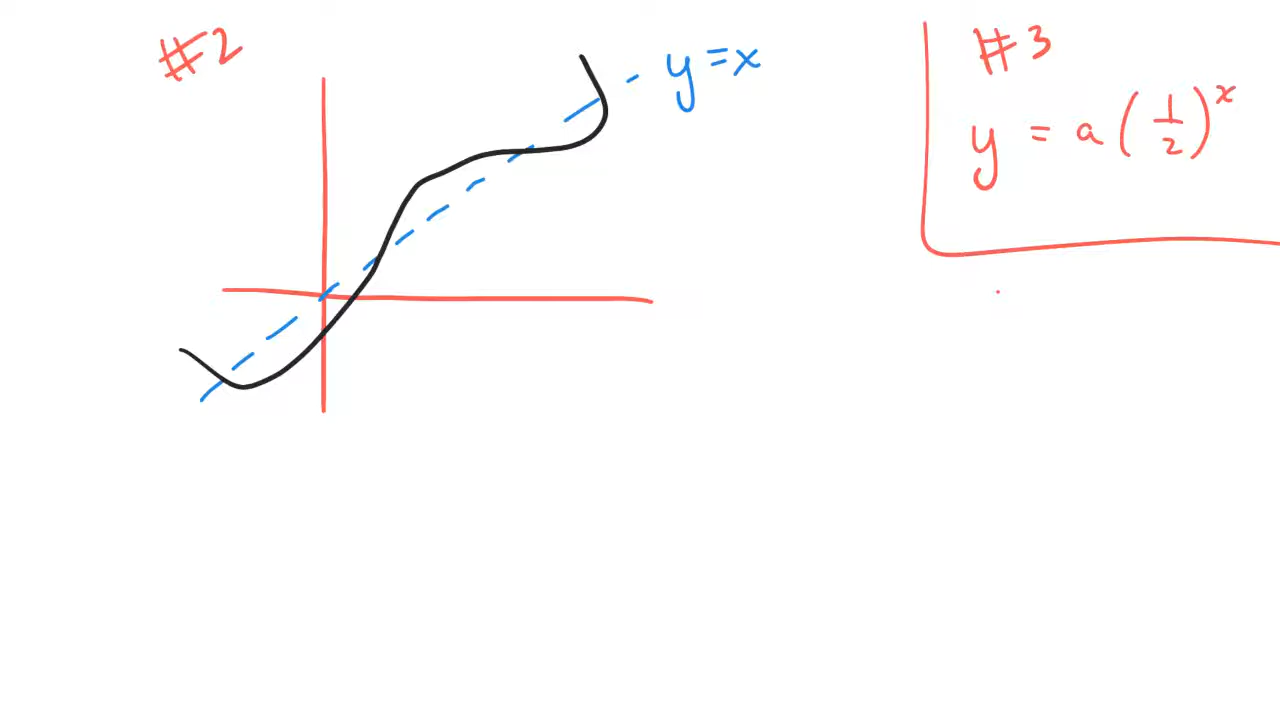 #2
y=x
#3
y = a(1/2)^x